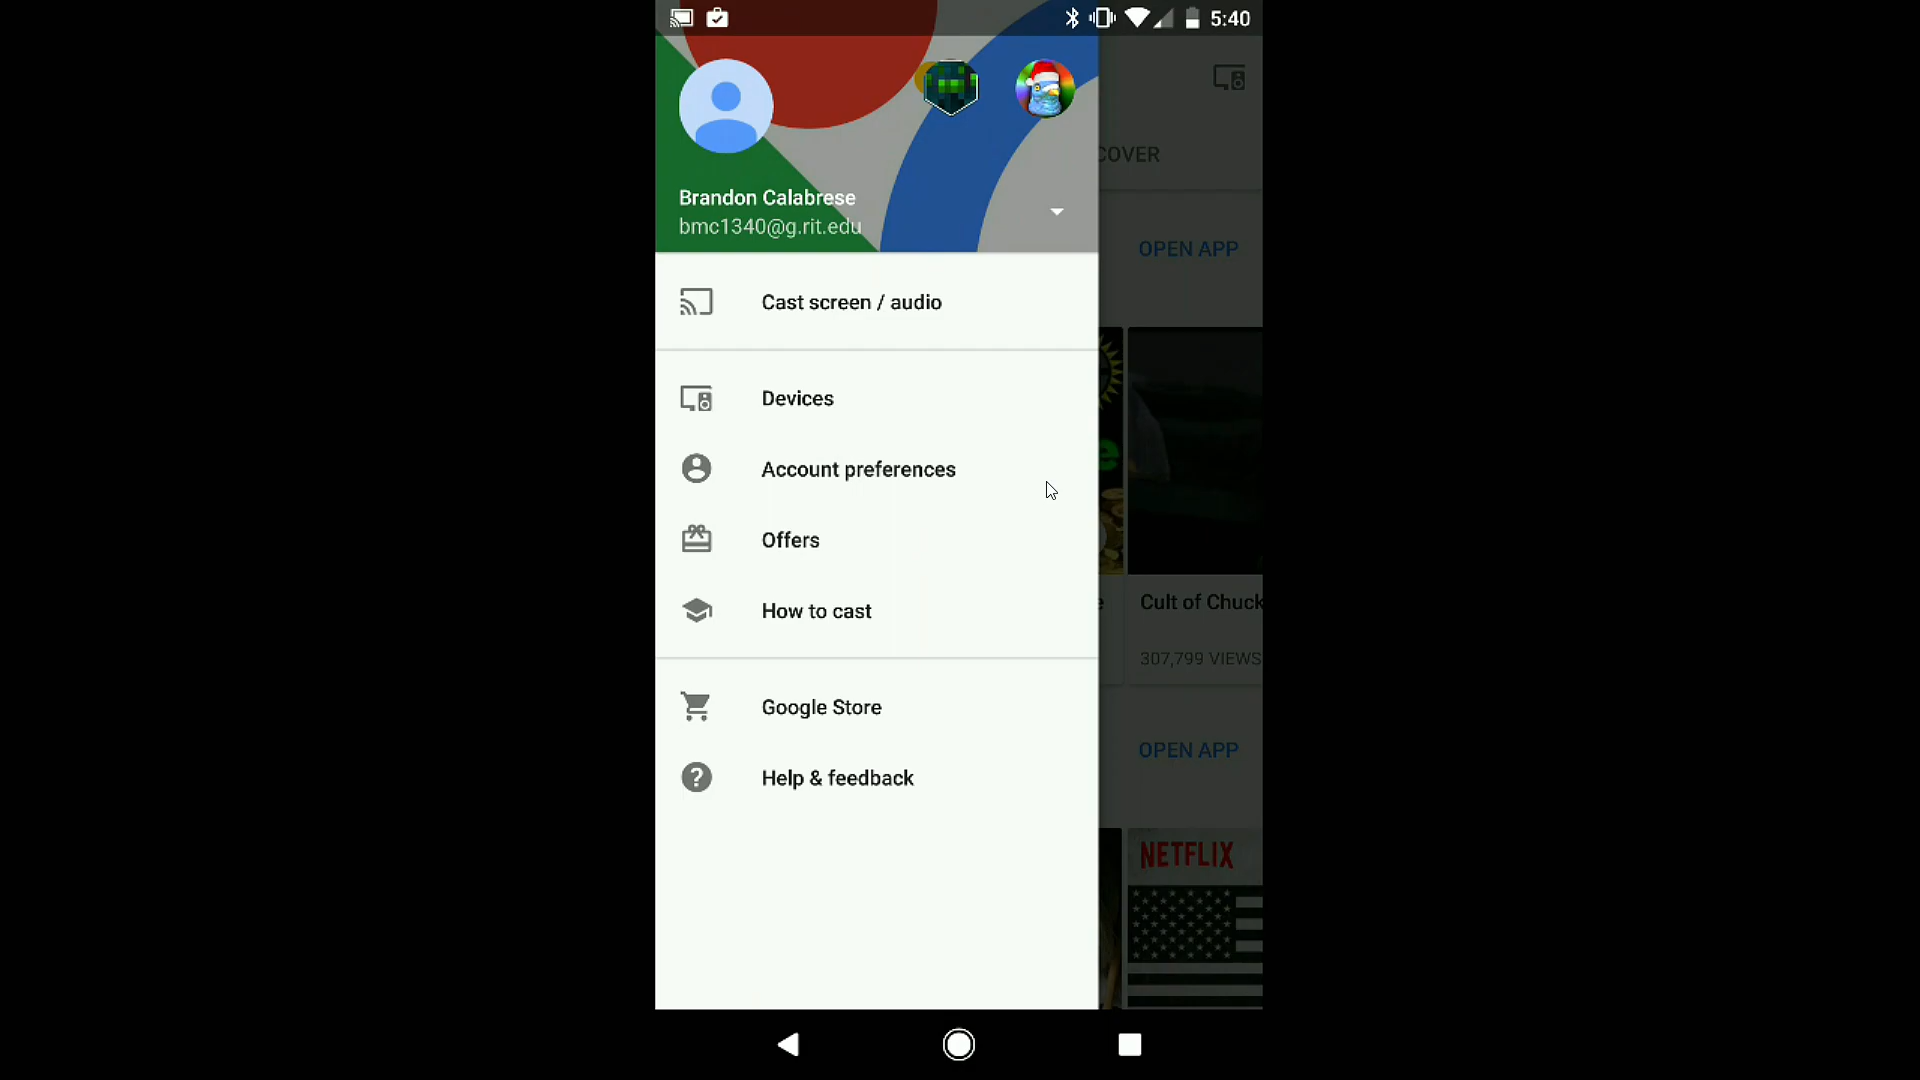 5:40
COVER
Brandon Calabrese
bmc1340@g.rit.edu
OPEN APP
Cast screen / audio
Devices
Account preferences
Offers
How to cast
Cult of Chuck
307,799 VIEWS
Google Store
OPEN APP
Help & feedback
NETFLIX